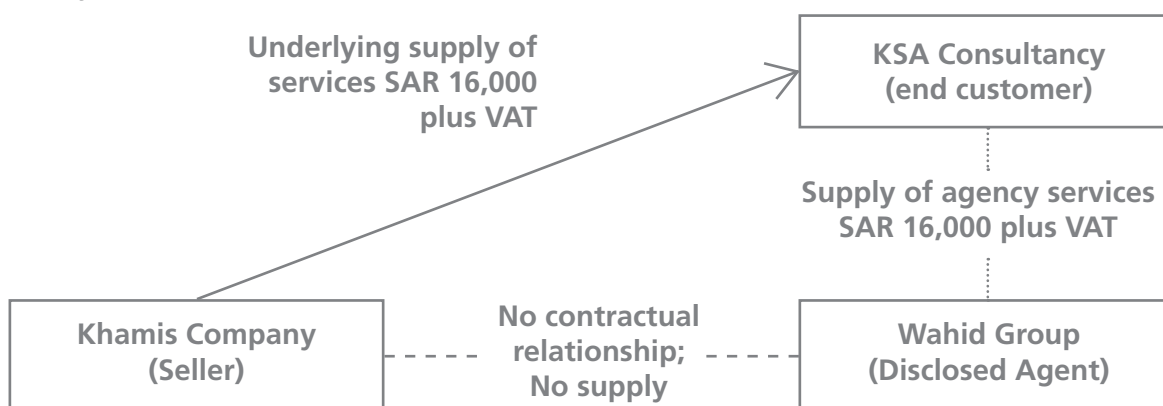 Underlying supply of
services SAR 16,000
plus VAT
KSA Consultancy
(end customer)
Supply of agency services
SAR 16,000 plus VAT
Khamis Company
(Seller)
No contractual
relationship;
No supply
Wahid Group
(Disclosed Agent)